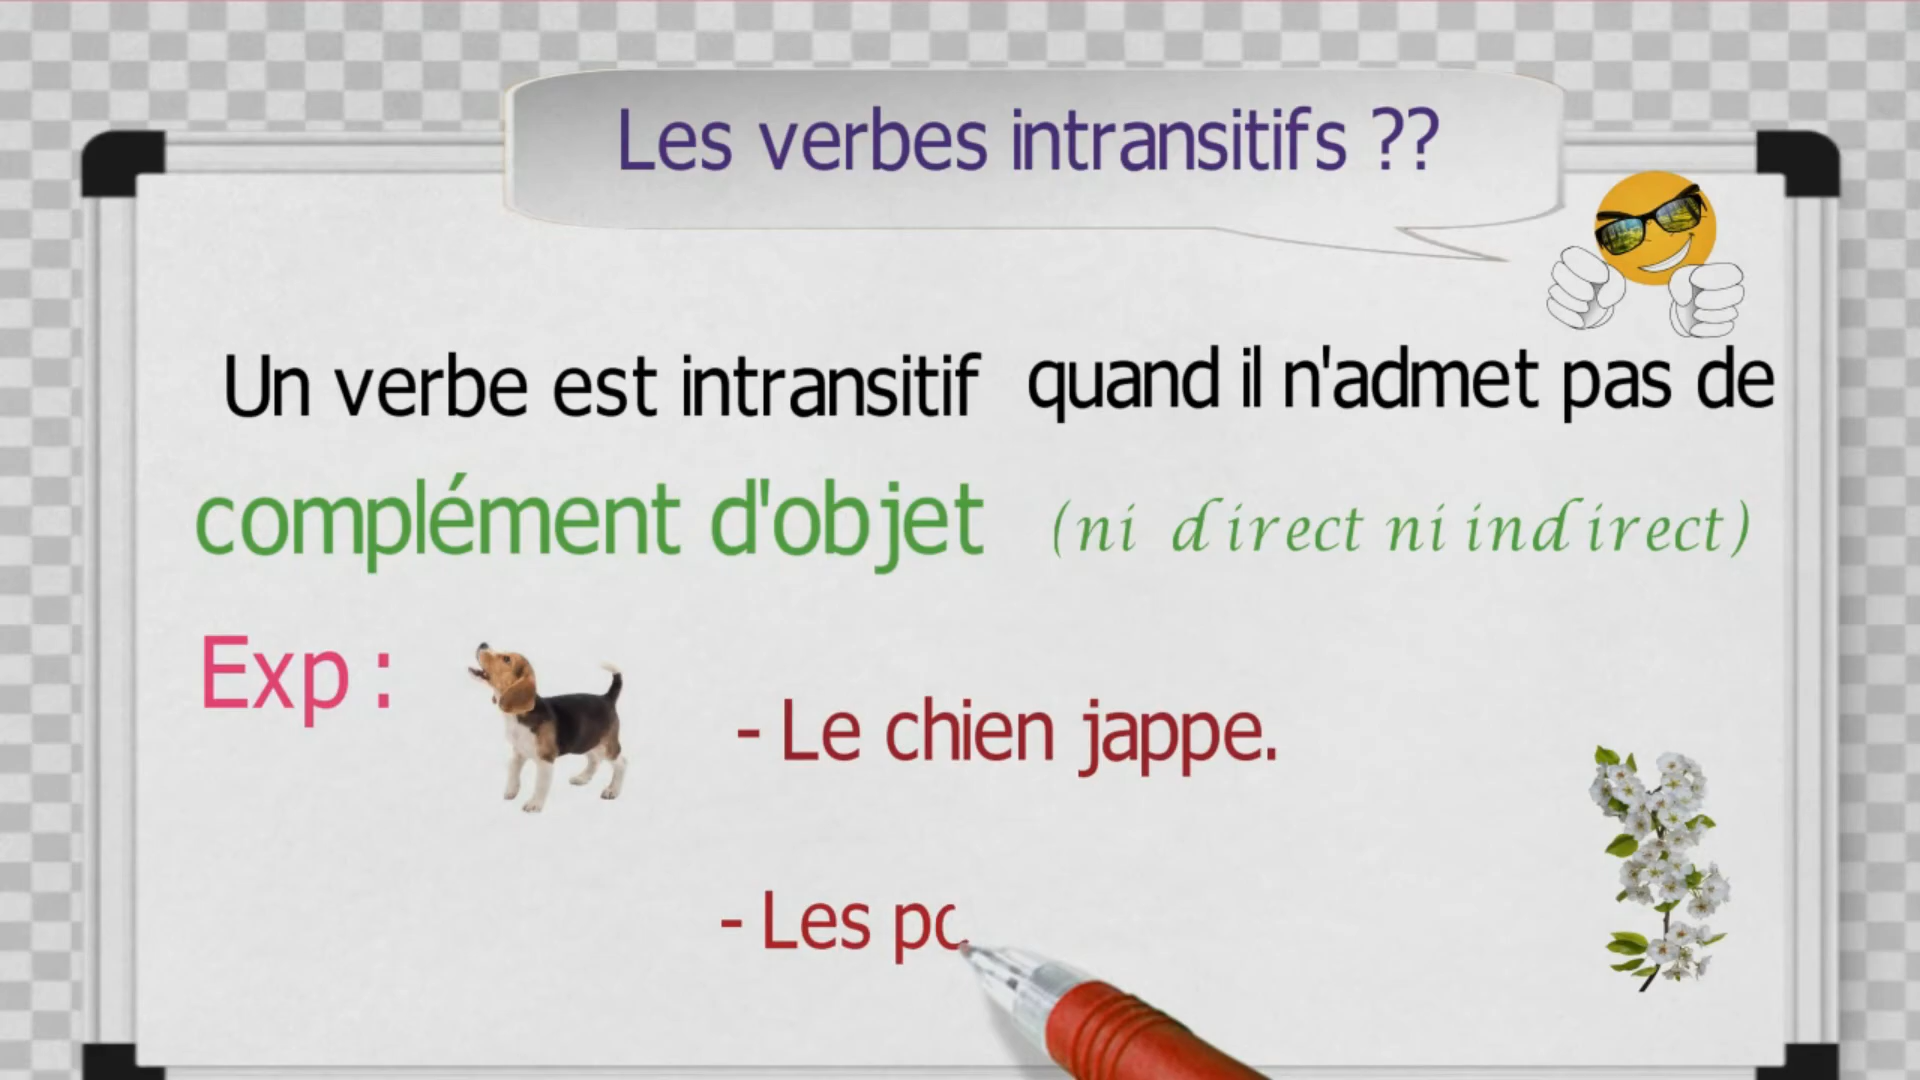 Les verbes intransitifs ??
Un verbe est intransitif quand il n'admet pas de
complément d'objet (ni direct ni indirect)
Exp :
- Le chien jappe.
- Les